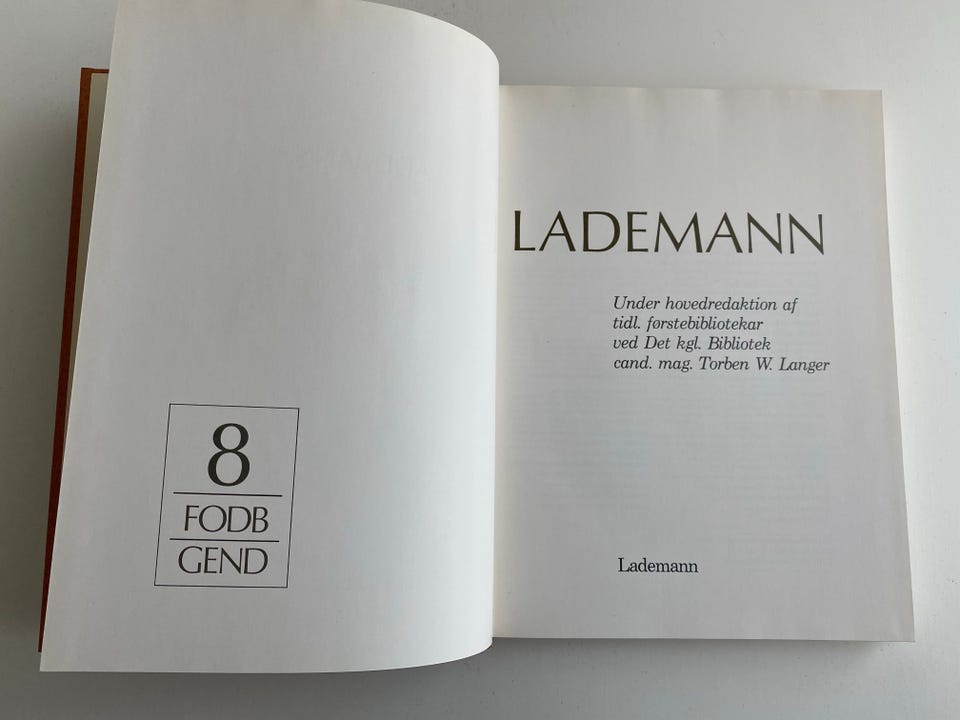 8
FODB
GEND
LADEMANN
Under hovedredaktion af
tidl. førstebibliotekar
ved Det kgl. Bibliotek
cand. mag. Torben W. Langer
Lademann